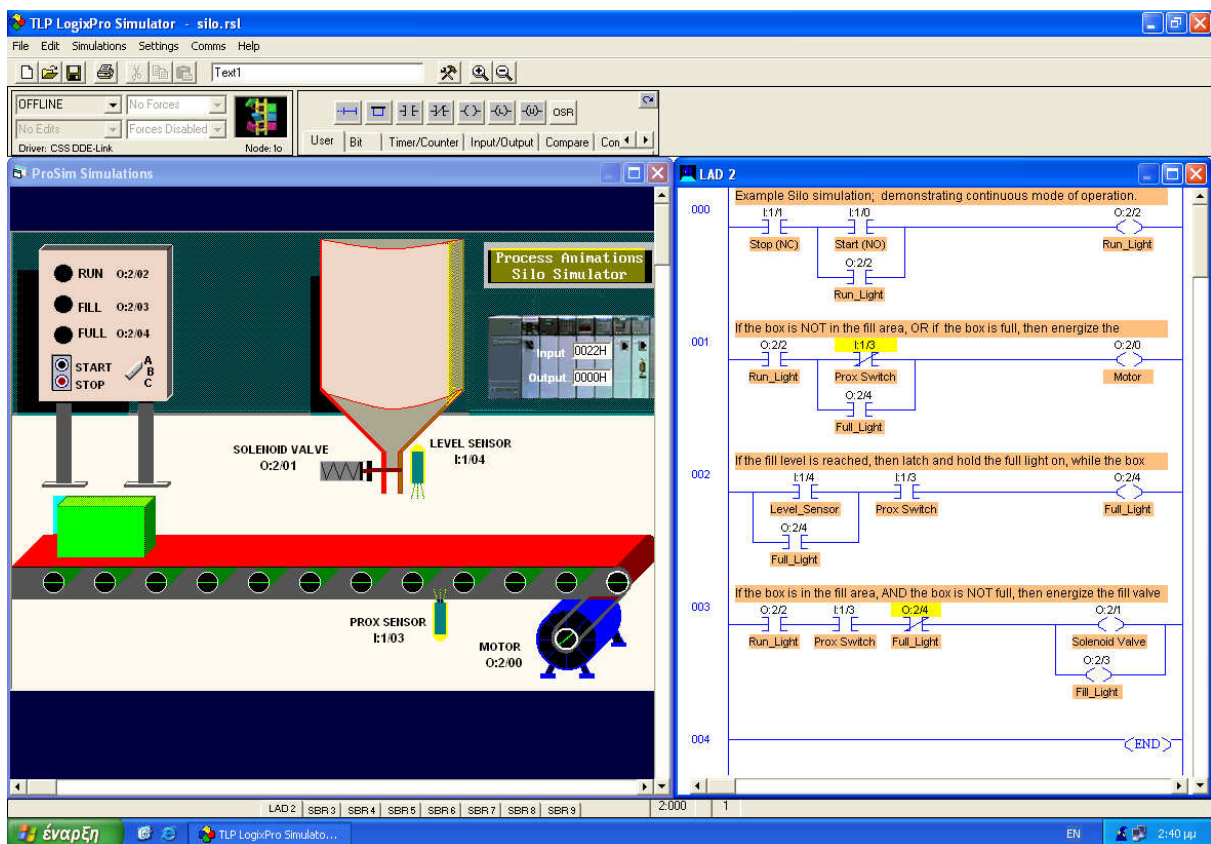 TLP LogixPro Simulator - silo.rsl
File Edit Simulations Settings Comms Help
Text1
OFFLINE
No Forces
No Edits
Forces Disabled
Driver: CSS DDE-Link
Node: 1o
OSR
User Bit Timer/Counter Input/Output Compare Con
ProSim Simulations
RUN O:2/02
FILL O:2/03
FULL O:2/04
START
STOP
A
B
C
Process Animations
Silo Simulator
Input 0022H
Output 0000H
SOLENOID VALVE
O:2/01
LEVEL SENSOR
I:1/04
PROX SENSOR
I:1/03
MOTOR
O:2/00
LAD 2
Example Silo simulation; demonstrating continuous mode of operation.
000
I:1/1 I:1/0 O:2/2
Stop (NC) Start (NO) Run_Light
O:2/2
Run_Light
If the box is NOT in the fill area, OR if the box is full, then energize the
001
O:2/2 I:1/3 O:2/0
Run_Light Prox Switch Motor
O:2/4
Full_Light
If the fill level is reached, then latch and hold the full light on, while the box
002
I:1/4 I:1/3 O:2/4
Level_Sensor Prox Switch Full_Light
O:2/4
Full_Light
If the box is in the fill area, AND the box is NOT full, then energize the fill valve
003
O:2/2 I:1/3 O:2/4 O:2/1
Run_Light Prox Switch Full_Light Solenoid Valve
O:2/3
Fill_Light
004
END
LAD 2 SBR 3 SBR 4 SBR 5 SBR 6 SBR 7 SBR 8 SBR 9
2:000 1
έναρξη
TLP LogixPro Simulato...
EN
2:40 μμ